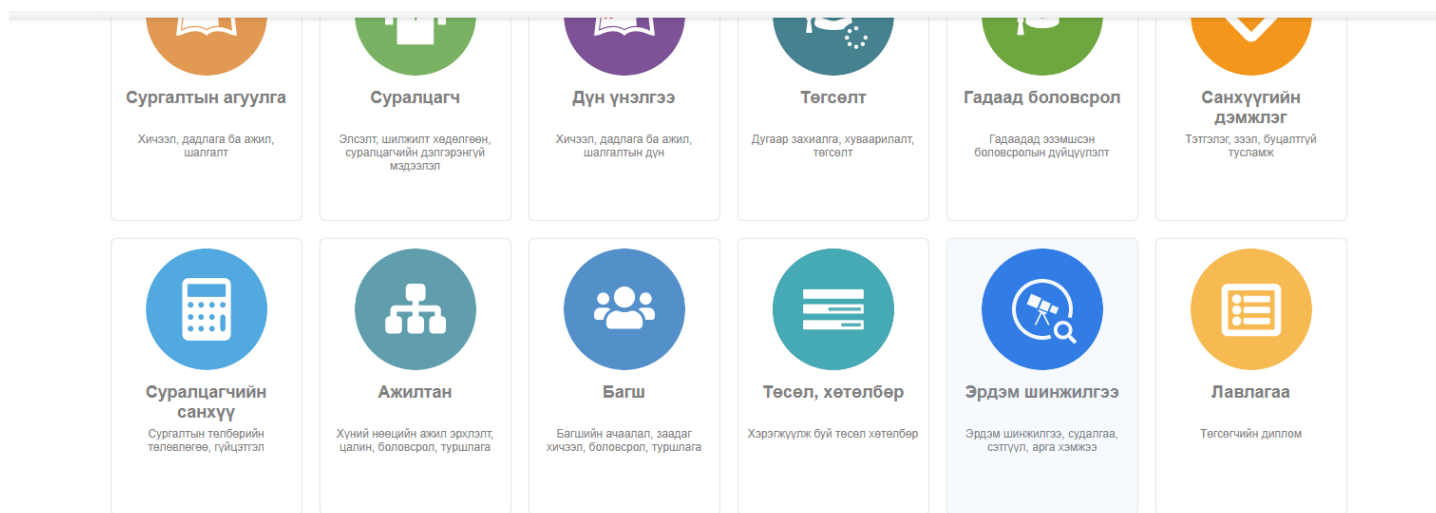 Сургалтын агуулга
Хичээл, дадлага ба ажил,
шалгалт
Суралцагч
Элсэлт, шилжилт хөдөлгөөн,
суралцагчийн дэлгэрэнгүй
мэдээлэл
Дүн үнэлгээ
Хичээл, дадлага ба ажил,
шалгалтын дүн
Төгсөлт
Дугаар захиалга, хуваарилалт,
төгсөлт
Гадаад боловсрол
Гадаадад эзэмшсэн
боловсролын дүйцүүлэлт
Санхүүгийн
дэмжлэг
Тэтгэлэг, зээл, буцалтгүй
тусламж
Суралцагчийн
санхүү
Сургалтын төлбөрийн
төлөвлөгөө, гүйцэтгэл
Ажилтан
Хүний нөөцийн ажил эрхлэлт,
цалин, боловсрол, туршлага
Багш
Багшийн ачаалал, заадаг
хичээл, боловсрол, туршлага
Төсөл, хөтөлбөр
Хэрэгжүүлж буй төсөл хөтөлбөр
Эрдэм шинжилгээ
Эрдэм шинжилгээ, судалгаа,
сэтгүүл, арга хэмжээ
Лавлагаа
Төгсөгчийн диплом